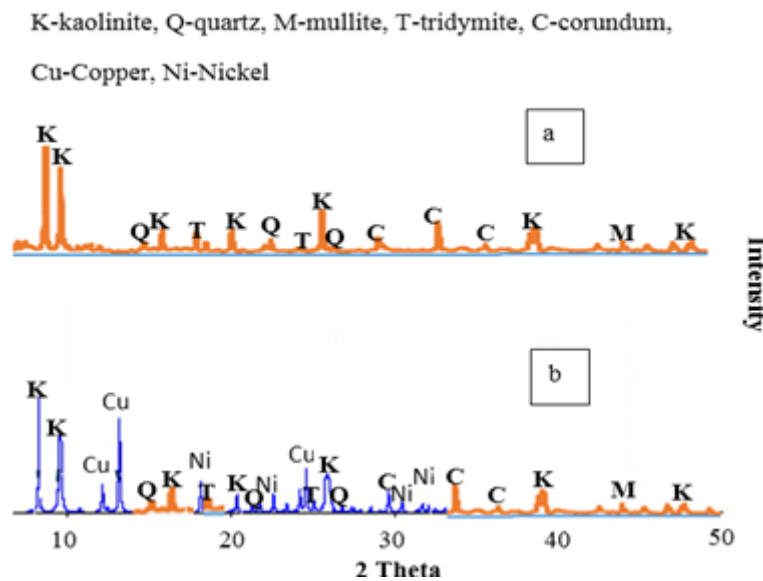 K-kaolinite, Q-quartz, M-mullite, T-tridymite, C-corundum,
Cu-Copper, Ni-Nickel
a
K
K
Q
K
T
K
Q
T
K
Q
C
C
C
K
M
K
Intensity
b
K
K
Cu
Cu
Q
K
Ni
T
K
Q
Ni
Cu
T
K
Q
C
Ni
Ni
C
C
K
M
K
10 20 30 40 50
2 Theta